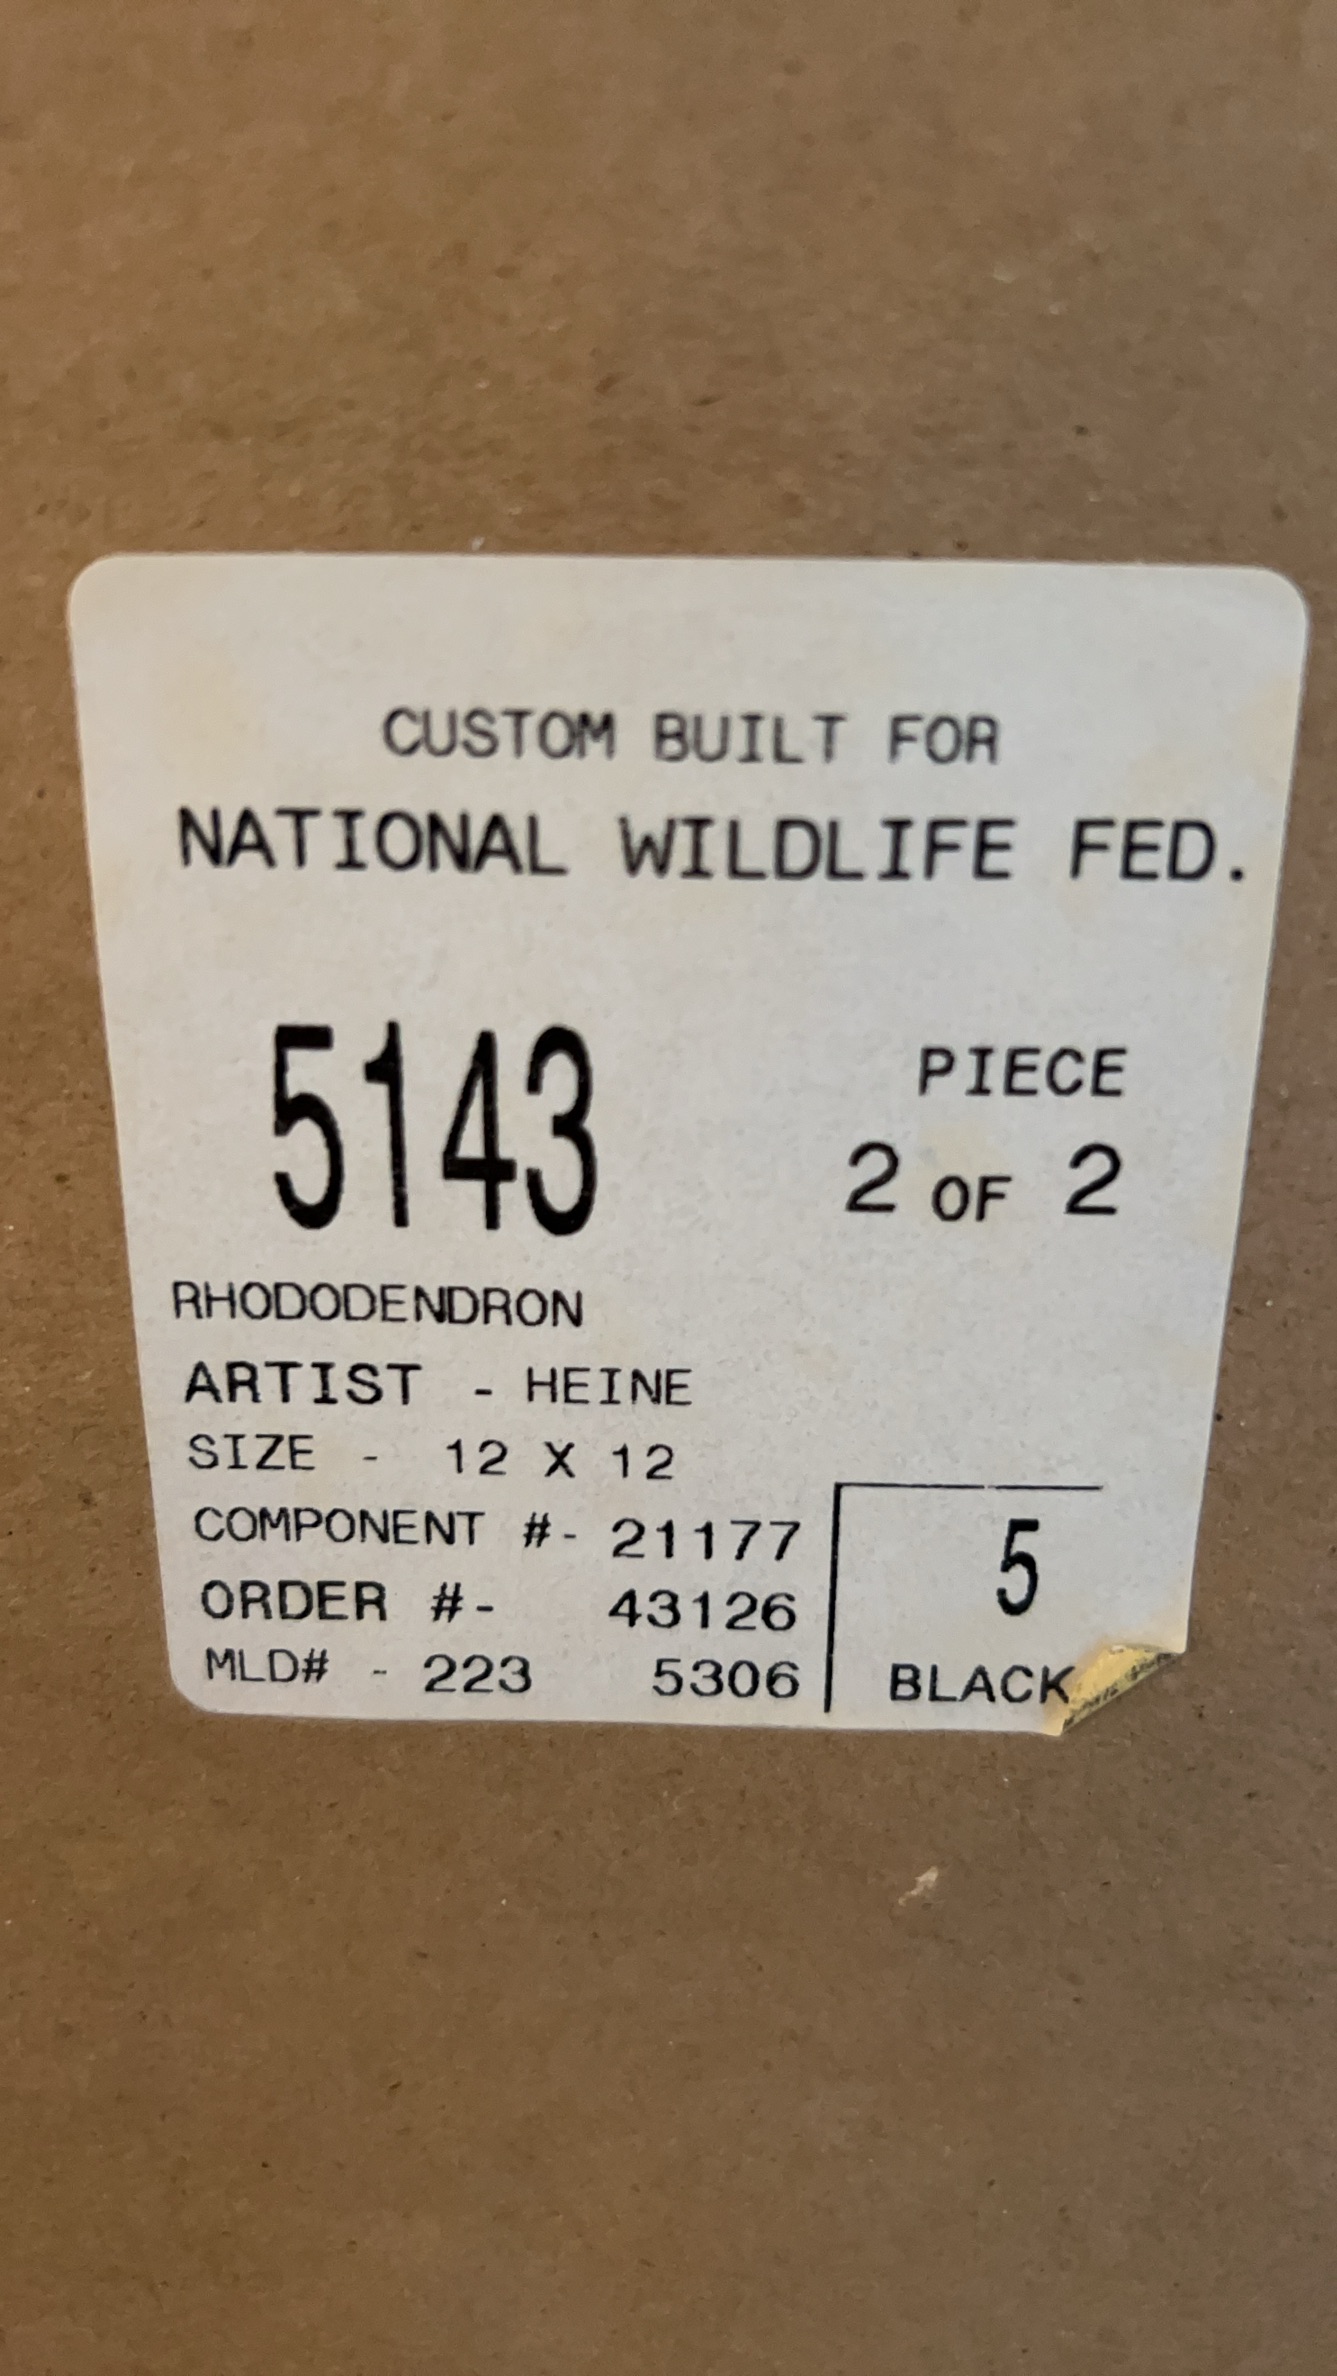 CUSTOM BUILT FOR
NATIONAL WILDLIFE FED.
5143
PIECE
2 OF 2
RHODODENDRON
ARTIST - HEINE
SIZE - 12 X 12
COMPONENT #- 21177
ORDER #- 43126
MLD# - 223 5306
5
BLACK